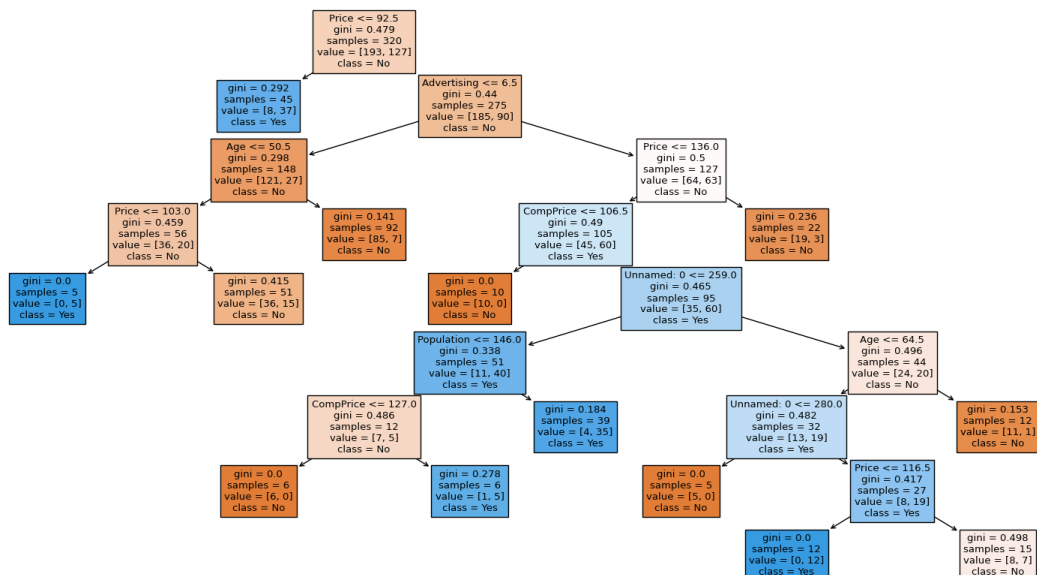 Price <= 92.5
gini = 0.479
samples = 320
value = [193, 127]
class = No
gini = 0.292
samples = 45
value = [8, 37]
class = Yes
Advertising <= 6.5
gini = 0.44
samples = 275
value = [185, 90]
class = No
Age <= 50.5
gini = 0.298
samples = 148
value = [121, 27]
class = No
Price <= 136.0
gini = 0.5
samples = 127
value = [64, 63]
class = No
Price <= 103.0
gini = 0.459
samples = 56
value = [36, 20]
class = No
gini = 0.141
samples = 92
value = [85, 7]
class = No
CompPrice <= 106.5
gini = 0.49
samples = 105
value = [45, 60]
class = Yes
gini = 0.236
samples = 22
value = [19, 3]
class = No
gini = 0.0
samples = 5
value = [0, 5]
class = Yes
gini = 0.415
samples = 51
value = [36, 15]
class = No
gini = 0.0
samples = 10
value = [10, 0]
class = No
Unnamed: 0 <= 259.0
gini = 0.465
samples = 95
value = [35, 60]
class = Yes
Population <= 146.0
gini = 0.338
samples = 51
value = [11, 40]
class = Yes
Age <= 64.5
gini = 0.496
samples = 44
value = [24, 20]
class = No
CompPrice <= 127.0
gini = 0.486
samples = 12
value = [7, 5]
class = No
gini = 0.184
samples = 39
value = [4, 35]
class = Yes
Unnamed: 0 <= 280.0
gini = 0.482
samples = 32
value = [13, 19]
class = Yes
gini = 0.153
samples = 12
value = [11, 1]
class = No
gini = 0.0
samples = 6
value = [6, 0]
class = No
gini = 0.278
samples = 6
value = [1, 5]
class = Yes
gini = 0.0
samples = 5
value = [5, 0]
class = No
Price <= 116.5
gini = 0.417
samples = 27
value = [8, 19]
class = Yes
gini = 0.0
samples = 12
value = [0, 12]
class = Yes
gini = 0.498
samples = 15
value = [8, 7]
class = No